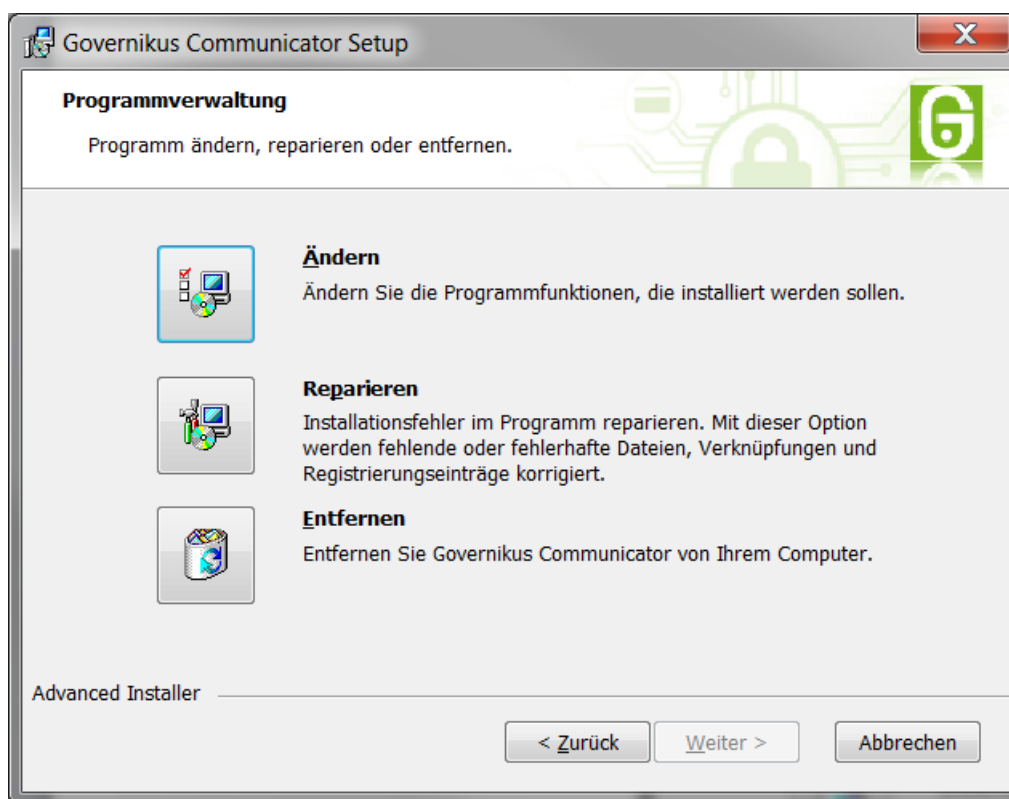 Governikus Communicator Setup
Programmverwaltung
Programm ändern, reparieren oder entfernen.
Ändern
Ändern Sie die Programmfunktionen, die installiert werden sollen.
Reparieren
Installationsfehler im Programm reparieren. Mit dieser Option
werden fehlende oder fehlerhafte Dateien, Verknüpfungen und
Registrierungseinträge korrigiert.
Entfernen
Entfernen Sie Governikus Communicator von Ihrem Computer.
Advanced Installer
< Zurück
Weiter >
Abbrechen